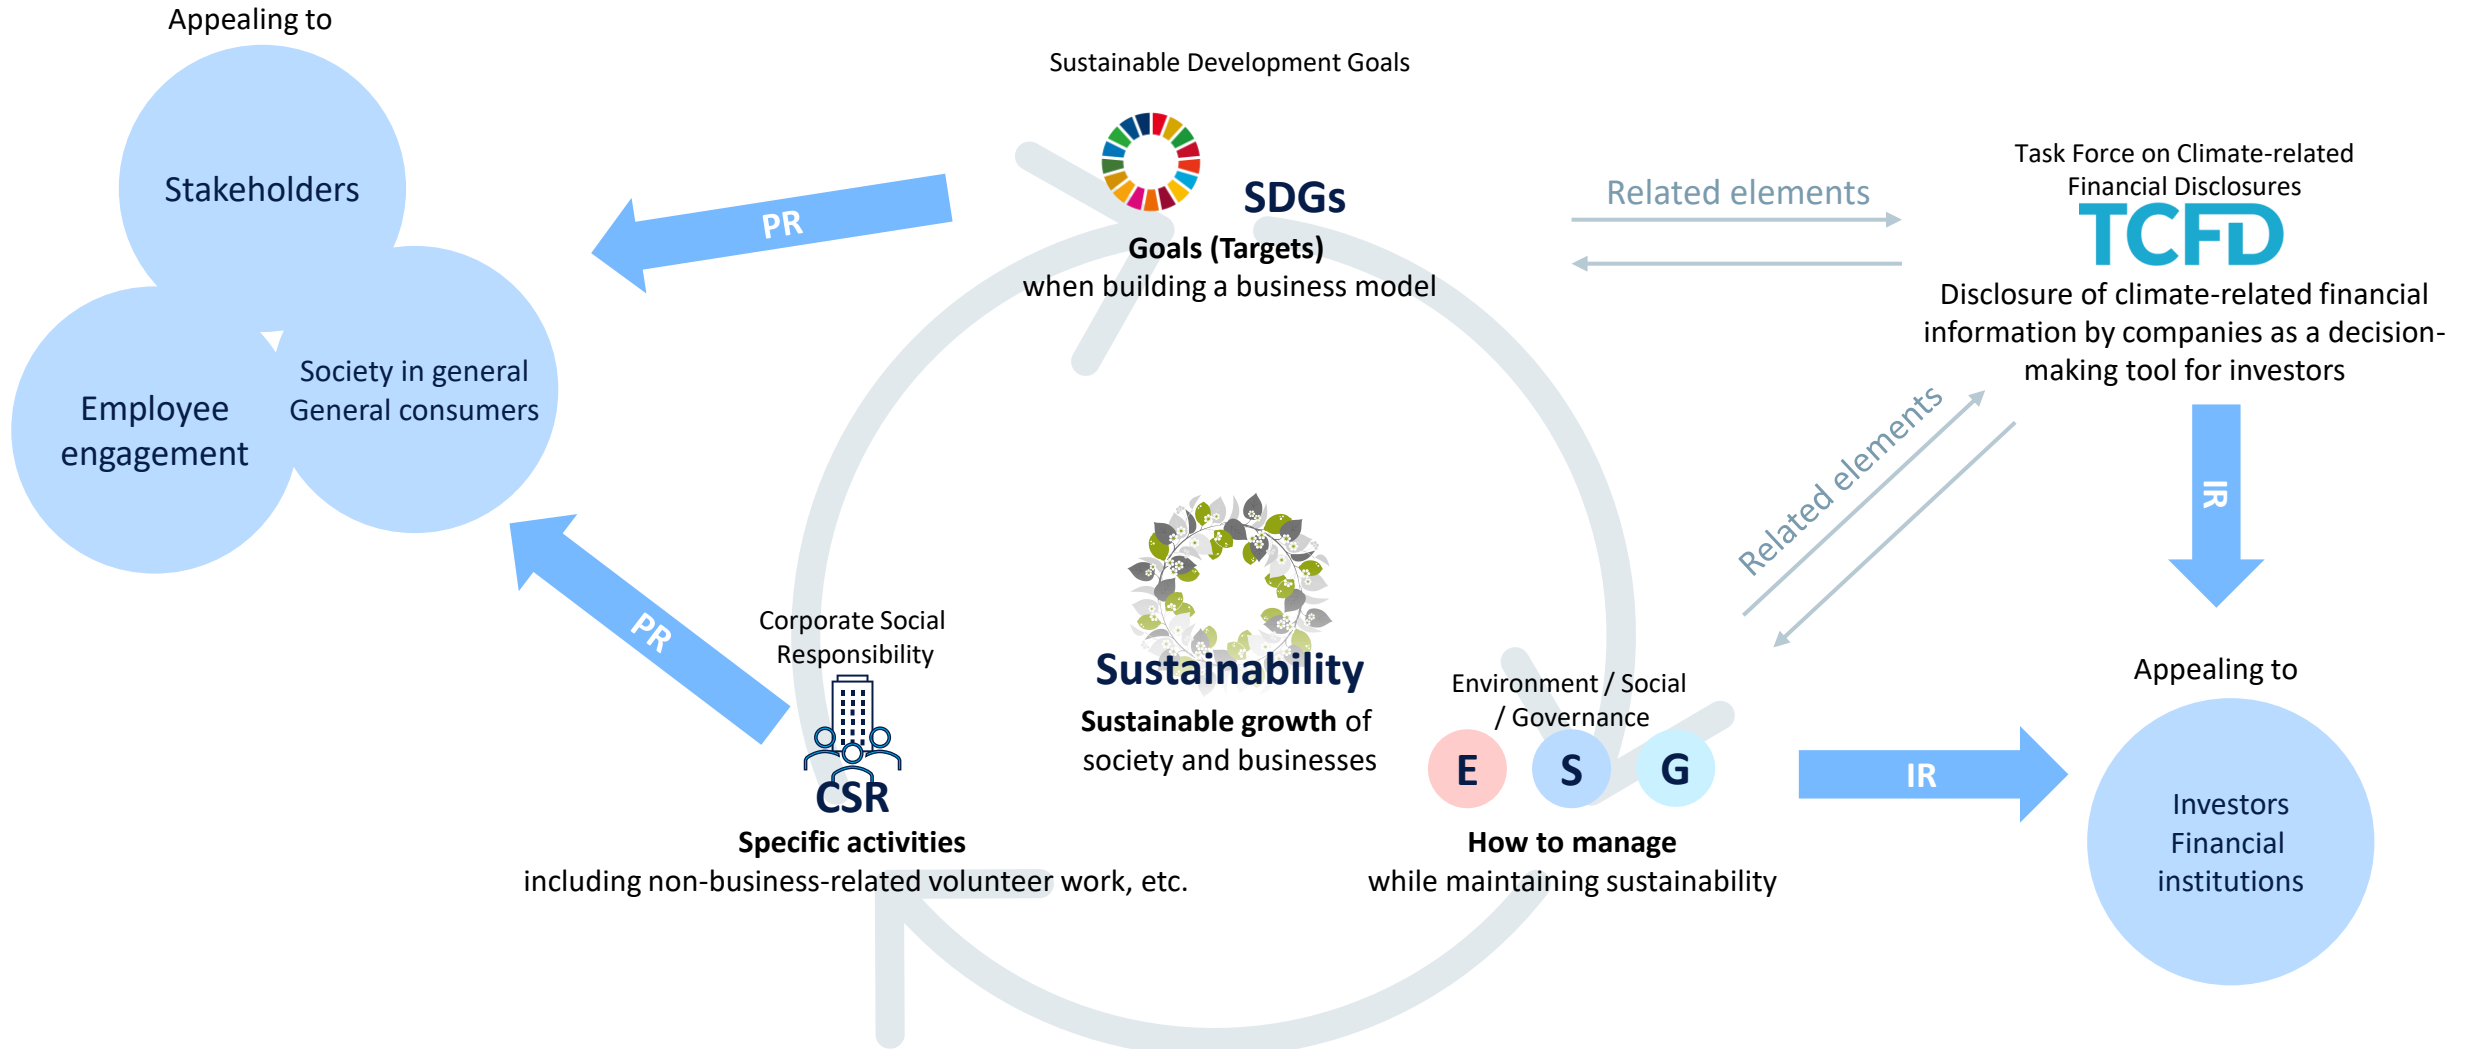 Appealing to
Stakeholders
Employee
engagement
Society in general
General consumers
PR
PR
Sustainable Development Goals
SDGs
Goals (Targets)
when building a business model
Related elements
Task Force on Climate-related
Financial Disclosures
TCFD
Disclosure of climate-related financial
information by companies as a decision-
making tool for investors
Related elements
IR
Corporate Social
Responsibility
CSR
Specific activities
including non-business-related volunteer work, etc.
Sustainability
Sustainable growth of
society and businesses
Environment / Social
/ Governance
E S G
How to manage
while maintaining sustainability
IR
Appealing to
Investors
Financial
institutions